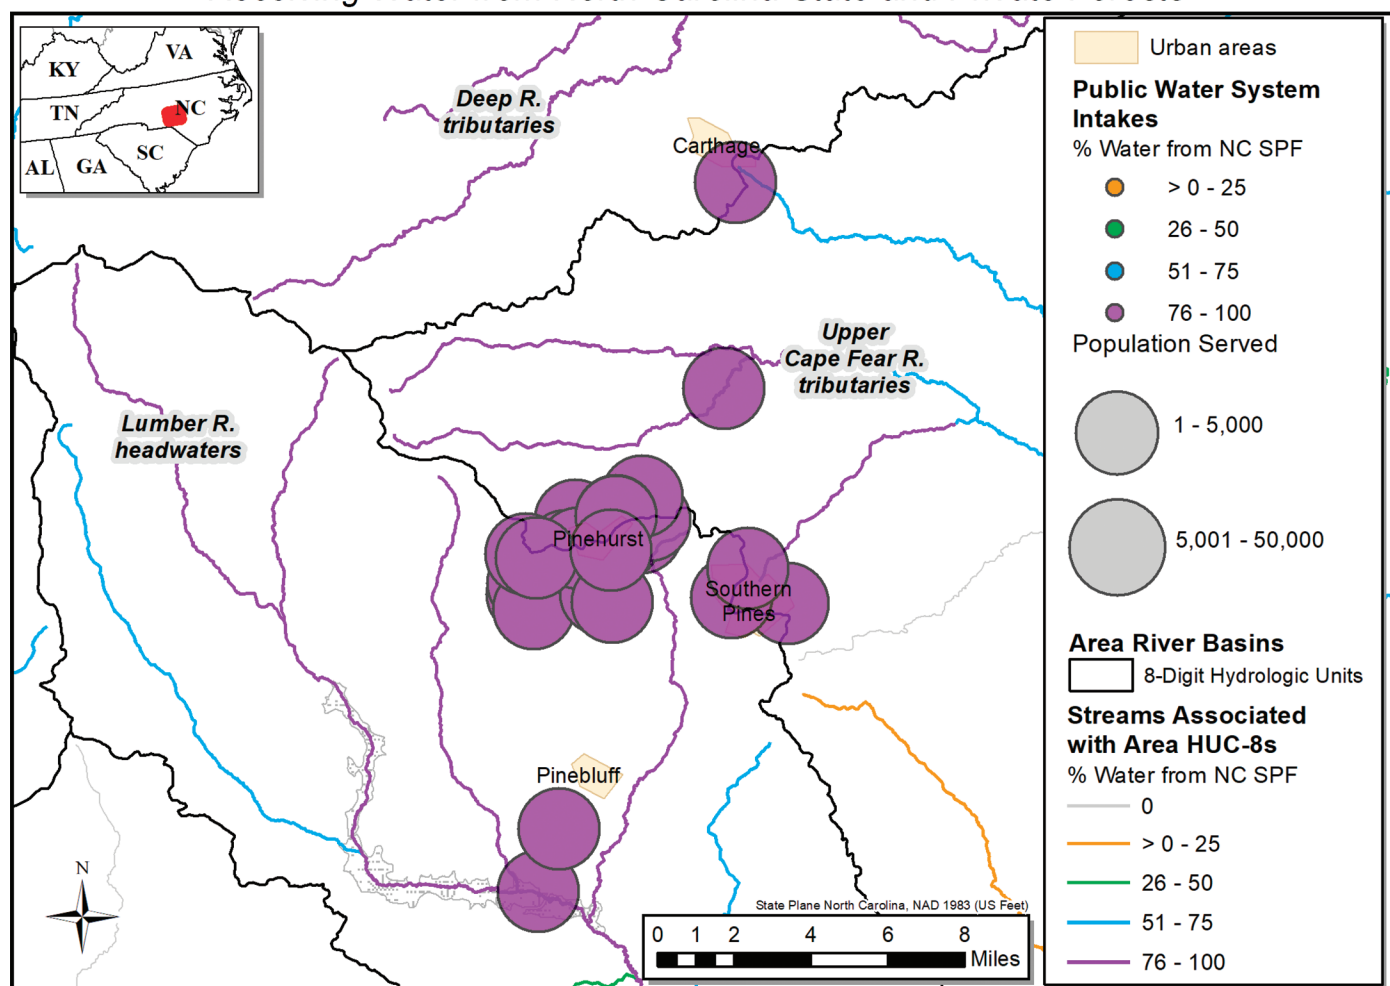 KY
VA
TN
NC
AL
GA
SC
Deep R.
tributaries
Carthage
Upper
Cape Fear R.
tributaries
Lumber R.
headwaters
Pinehurst
Southern
Pines
Pinebluff
N
State Plane North Carolina, NAD 1983 (US Feet)
0 1 2 4 6 8
Miles
Urban areas
Public Water System
Intakes
% Water from NC SPF
> 0 - 25
26 - 50
51 - 75
76 - 100
Population Served
1 - 5,000
5,001 - 50,000
Area River Basins
8-Digit Hydrologic Units
Streams Associated
with Area HUC-8s
% Water from NC SPF
0
> 0 - 25
26 - 50
51 - 75
76 - 100